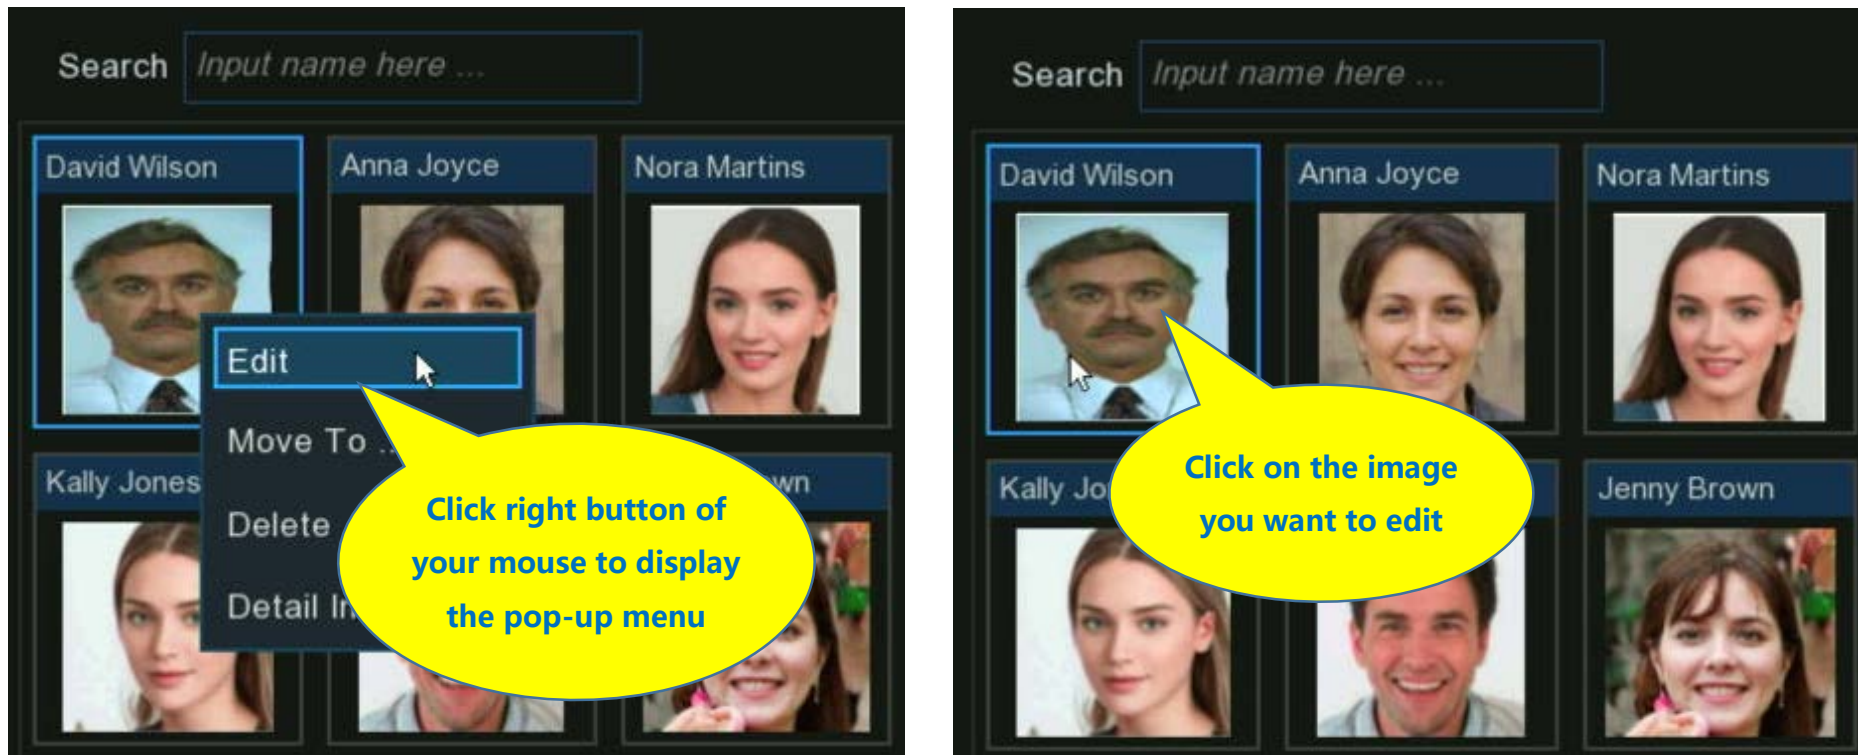 Search Input name here ...
David Wilson Anna Joyce Nora Martins
Edit
Move To ..
Kally Jones
Delete
Detail
Click right button of
your mouse to display
the pop-up menu
Search Input name here ...
David Wilson Anna Joyce Nora Martins
Kally Jenny Brown
Click on the image
you want to edit